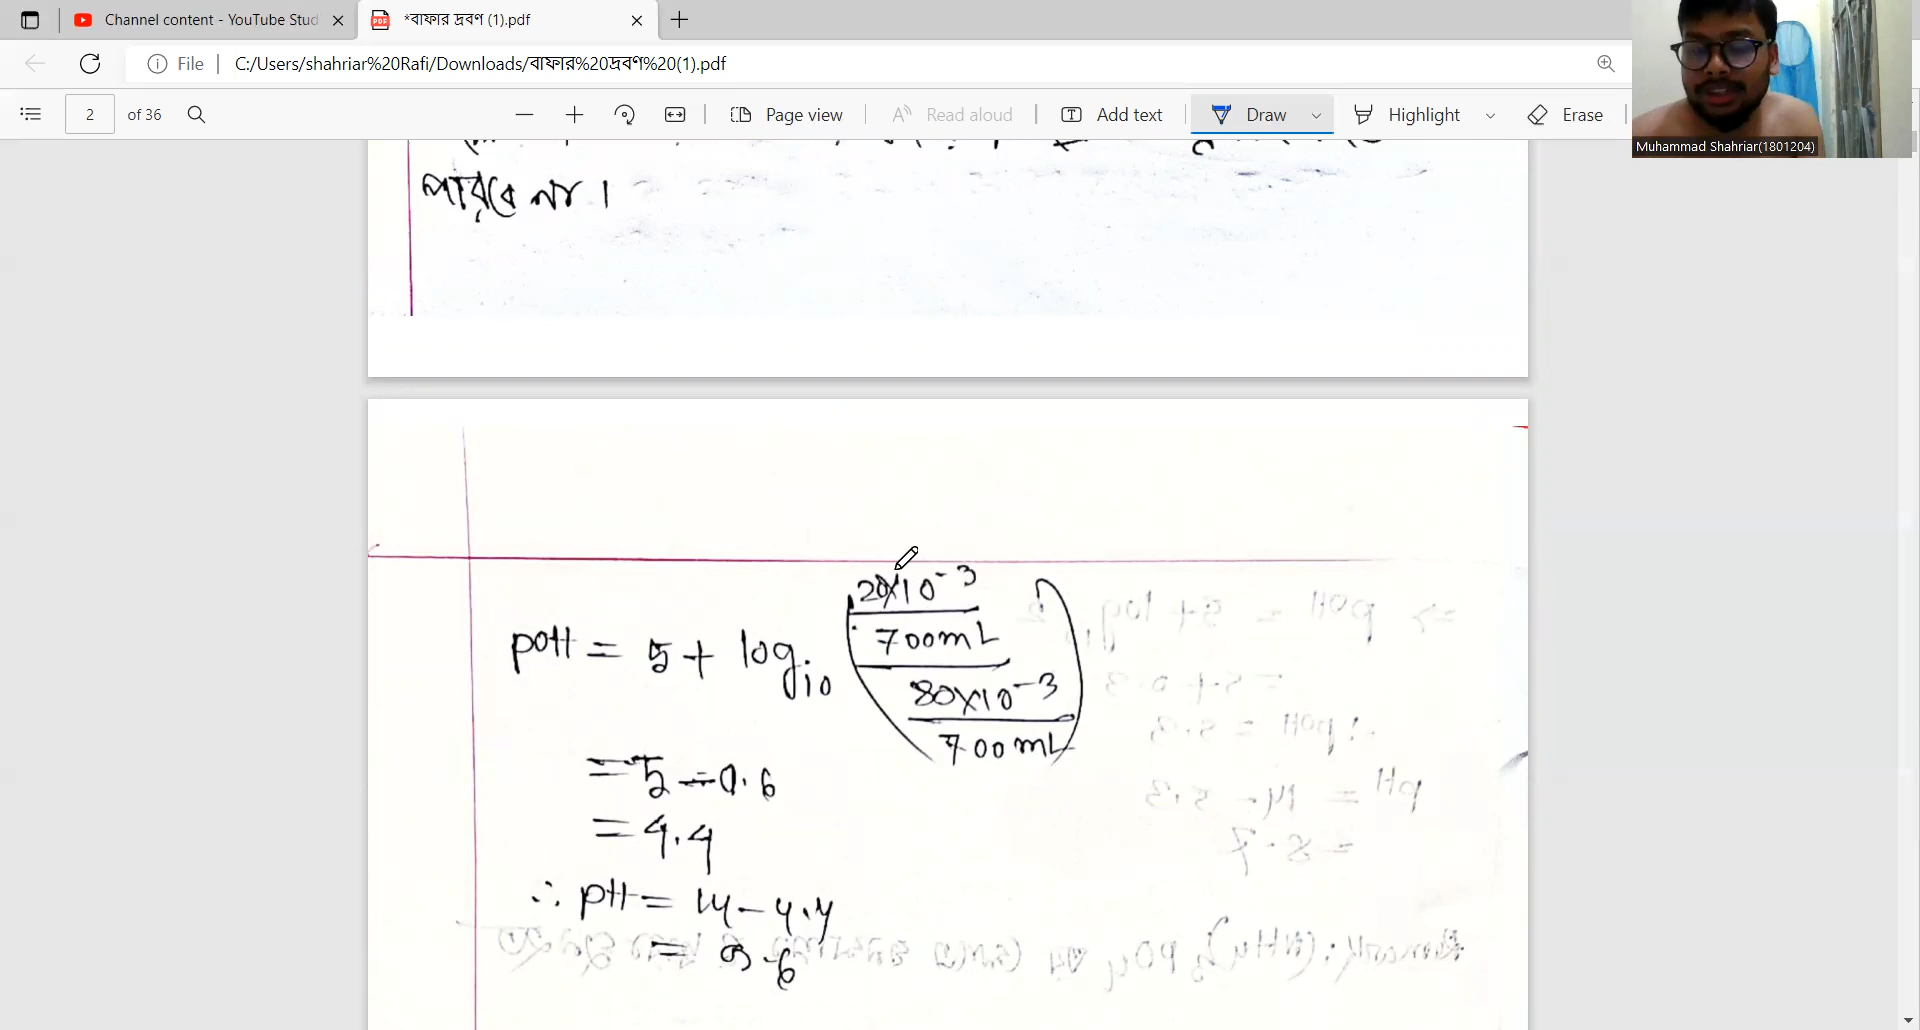 Channel content - YouTube Stud
*বাফার দ্রবণ (1).pdf
File
C:/Users/shahriar%20Rafi/Downloads/বাফার%20দ্রবণ%20(1).pdf
2 of 36
Page view
Read aloud
Add text
Draw
Highlight
Erase
Muhammad Shahriar(1801204)
পারবে না।
20×10⁻³
700mL
pOH = 5 + log₁₀
80×10⁻³
700mL
= 5 - 0.6
= 4.4
∴ pH = 14 - 4.4
= 9.6